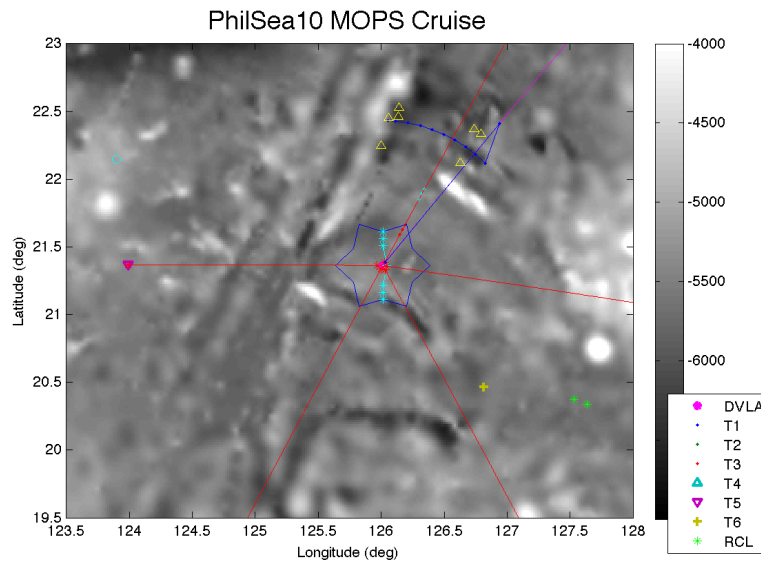 PhilSea10 MOPS Cruise
23
22.5
22
21.5
21
20.5
20
19.5
Latitude (deg)
123.5
124
124.5
125
125.5
126
126.5
127
127.5
128
Longitude (deg)
-4000
-4500
-5000
-5500
-6000
DVLA
T1
T2
T3
T4
T5
T6
RCL